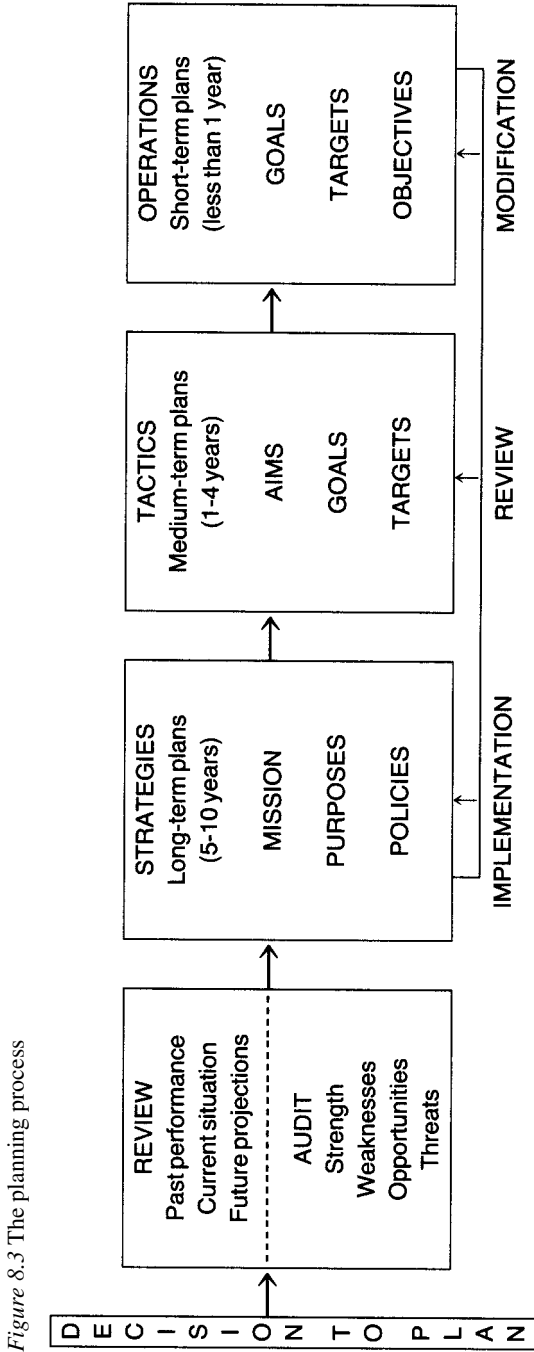 Figure 8.3 The planning process
DECISION TO PLAN
REVIEW
Past performance
Current situation
Future projections
AUDIT
Strength
Weaknesses
Opportunities
Threats
STRATEGIES
Long-term plans
(5-10 years)
MISSION
PURPOSES
POLICIES
TACTICS
Medium-term plans
(1-4 years)
AIMS
GOALS
TARGETS
OPERATIONS
Short-term plans
(less than 1 year)
GOALS
TARGETS
OBJECTIVES
IMPLEMENTATION
REVIEW
MODIFICATION